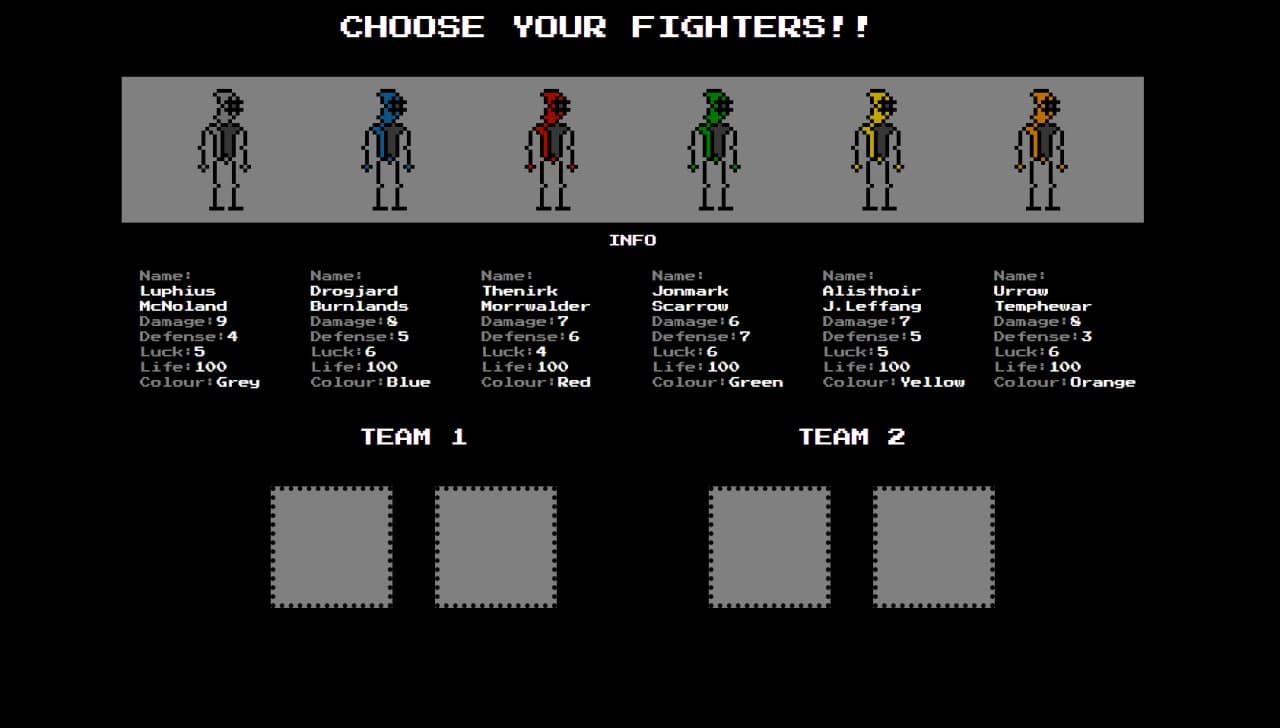 CHOOSE YOUR FIGHTERS!!
INFO
Name:
Luphius
McNoland
Damage:9
Defense:4
Luck:5
Life:100
Colour:Grey
Name:
Drogjard
Burnlands
Damage:8
Defense:5
Luck:6
Life:100
Colour:Blue
Name:
Thenirk
Morrwalder
Damage:7
Defense:6
Luck:4
Life:100
Colour:Red
Name:
Jonmark
Scarrow
Damage:6
Defense:7
Luck:6
Life:100
Colour:Green
Name:
Alisthoir
J.Leffang
Damage:7
Defense:5
Luck:5
Life:100
Colour:Yellow
Name:
Urrow
Temphewar
Damage:8
Defense:3
Luck:6
Life:100
Colour:Orange
TEAM 1
TEAM 2